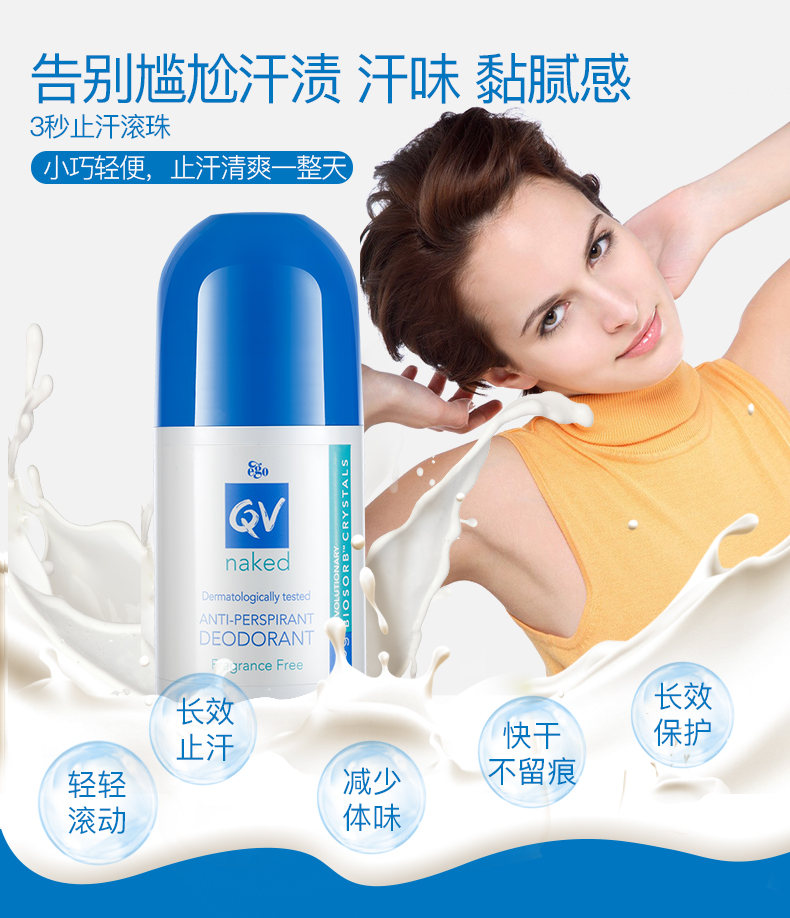 告别尴尬汗渍 汗味 黏腻感
3秒止汗滚珠
小巧轻便，止汗清爽一整天
ego
QV
naked
Dermatologically tested
ANTI-PERSPIRANT
DEODORANT
Fragrance Free
BIOSORB™ CRYSTALS
长效
止汗
轻轻
滚动
减少
体味
快干
不留痕
长效
保护